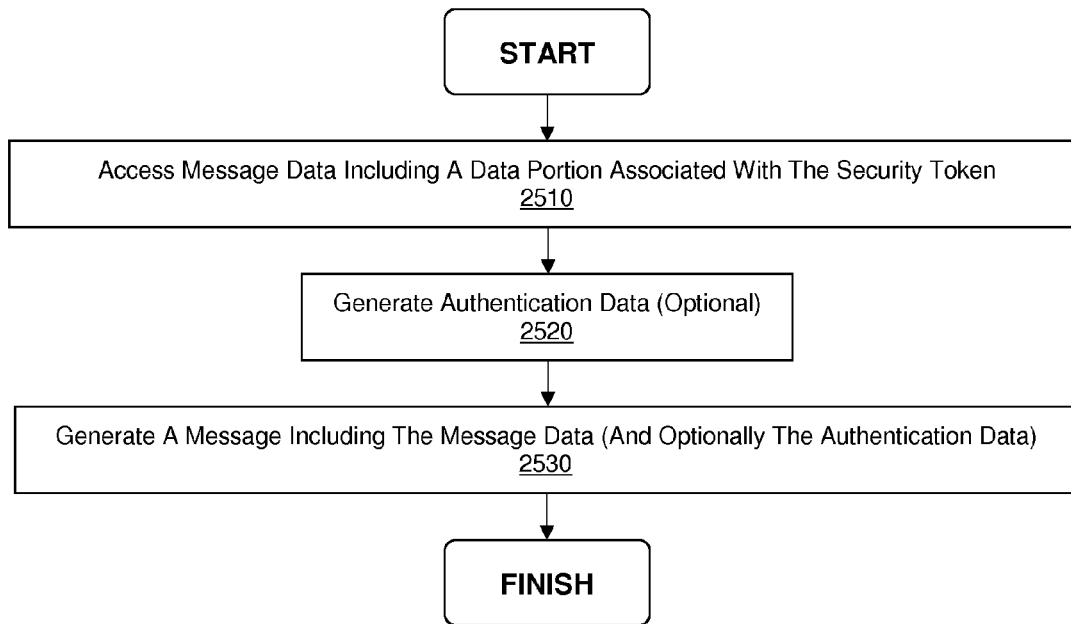 START
Access Message Data Including A Data Portion Associated With The Security Token
2510
Generate Authentication Data (Optional)
2520
Generate A Message Including The Message Data (And Optionally The Authentication Data)
2530
FINISH